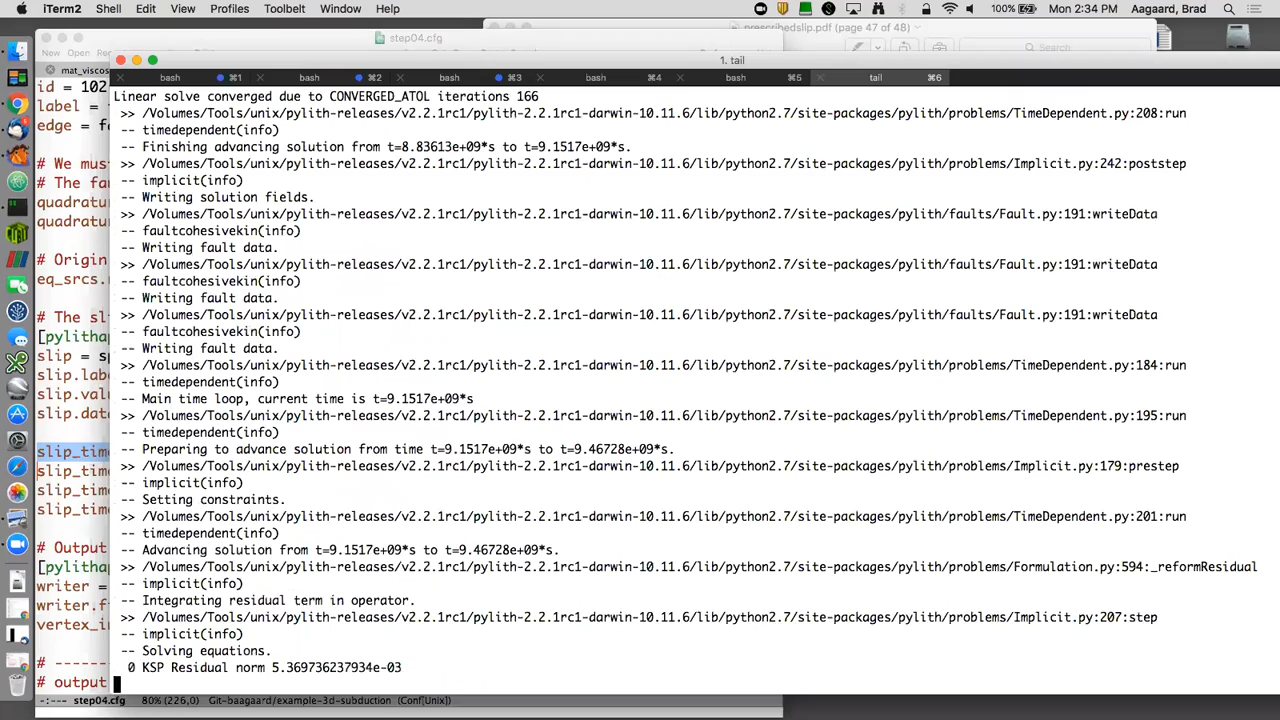 iTerm2 Shell Edit View Profiles Toolbelt Window Help 100% Mon 2:34 PM Aagaard, Brad
prescribedslip.pdf (page 47 of 48)
step04.cfg
New Open
Search
1. tail
mat_viscos
bash ⌘1 bash ⌘2 bash ⌘3 bash ⌘4 bash ⌘5 tail ⌘6
id = 102
label =
edge = f
# We mus
# The fau
quadratu
quadratu
# Origin
eq_srcs.
# The sl
[pylitha
slip = s
slip.lab
slip.val
slip.dat
slip_tim
slip_tim
slip_tim
slip_tim
# Output
[pylitha
writer =
writer.f
vertex_i
# -----
# output
Linear solve converged due to CONVERGED_ATOL iterations 166
>> /Volumes/Tools/unix/pylith-releases/v2.2.1rc1/pylith-2.2.1rc1-darwin-10.11.6/lib/python2.7/site-packages/pylith/problems/TimeDependent.py:208:run
-- timedependent(info)
-- Finishing advancing solution from t=8.83613e+09*s to t=9.1517e+09*s.
>> /Volumes/Tools/unix/pylith-releases/v2.2.1rc1/pylith-2.2.1rc1-darwin-10.11.6/lib/python2.7/site-packages/pylith/problems/Implicit.py:242:poststep
-- implicit(info)
-- Writing solution fields.
>> /Volumes/Tools/unix/pylith-releases/v2.2.1rc1/pylith-2.2.1rc1-darwin-10.11.6/lib/python2.7/site-packages/pylith/faults/Fault.py:191:writeData
-- faultcohesivekin(info)
-- Writing fault data.
>> /Volumes/Tools/unix/pylith-releases/v2.2.1rc1/pylith-2.2.1rc1-darwin-10.11.6/lib/python2.7/site-packages/pylith/faults/Fault.py:191:writeData
-- faultcohesivekin(info)
-- Writing fault data.
>> /Volumes/Tools/unix/pylith-releases/v2.2.1rc1/pylith-2.2.1rc1-darwin-10.11.6/lib/python2.7/site-packages/pylith/faults/Fault.py:191:writeData
-- faultcohesivekin(info)
-- Writing fault data.
>> /Volumes/Tools/unix/pylith-releases/v2.2.1rc1/pylith-2.2.1rc1-darwin-10.11.6/lib/python2.7/site-packages/pylith/problems/TimeDependent.py:184:run
-- timedependent(info)
-- Main time loop, current time is t=9.1517e+09*s
>> /Volumes/Tools/unix/pylith-releases/v2.2.1rc1/pylith-2.2.1rc1-darwin-10.11.6/lib/python2.7/site-packages/pylith/problems/TimeDependent.py:195:run
-- timedependent(info)
-- Preparing to advance solution from time t=9.1517e+09*s to t=9.46728e+09*s.
>> /Volumes/Tools/unix/pylith-releases/v2.2.1rc1/pylith-2.2.1rc1-darwin-10.11.6/lib/python2.7/site-packages/pylith/problems/Implicit.py:179:prestep
-- implicit(info)
-- Setting constraints.
>> /Volumes/Tools/unix/pylith-releases/v2.2.1rc1/pylith-2.2.1rc1-darwin-10.11.6/lib/python2.7/site-packages/pylith/problems/TimeDependent.py:201:run
-- timedependent(info)
-- Advancing solution from t=9.1517e+09*s to t=9.46728e+09*s.
>> /Volumes/Tools/unix/pylith-releases/v2.2.1rc1/pylith-2.2.1rc1-darwin-10.11.6/lib/python2.7/site-packages/pylith/problems/Formulation.py:594:_reformResidual
-- implicit(info)
-- Integrating residual term in operator.
>> /Volumes/Tools/unix/pylith-releases/v2.2.1rc1/pylith-2.2.1rc1-darwin-10.11.6/lib/python2.7/site-packages/pylith/problems/Implicit.py:207:step
-- implicit(info)
-- Solving equations.
0 KSP Residual norm 5.369736237934e-03
-:--- step04.cfg 80% (226,0) Git-baagaard/example-3d-subduction (Conf[Unix])